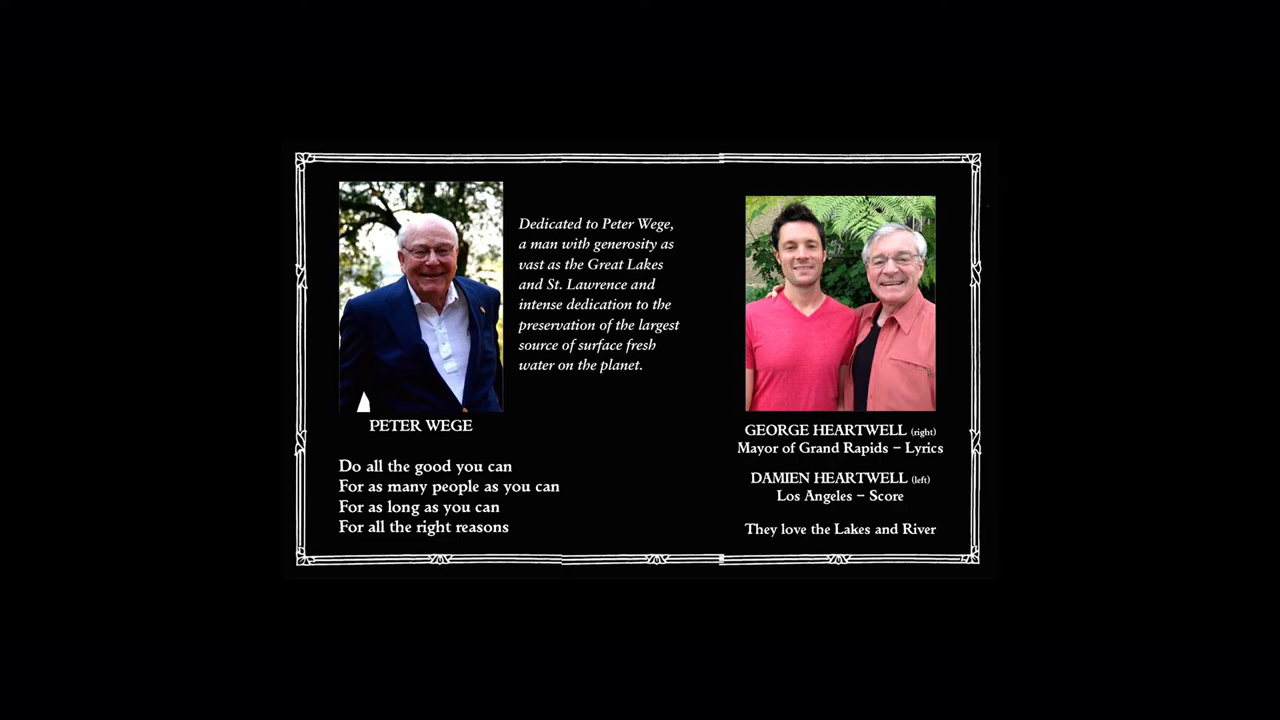 Dedicated to Peter Wege,
a man with generosity as
vast as the Great Lakes
and St. Lawrence and
intense dedication to the
preservation of the largest
source of surface fresh
water on the planet.
PETER WEGE
Do all the good you can
For as many people as you can
For as long as you can
For all the right reasons
GEORGE HEARTWELL (right)
Mayor of Grand Rapids – Lyrics
DAMIEN HEARTWELL (left)
Los Angeles – Score
They love the Lakes and River